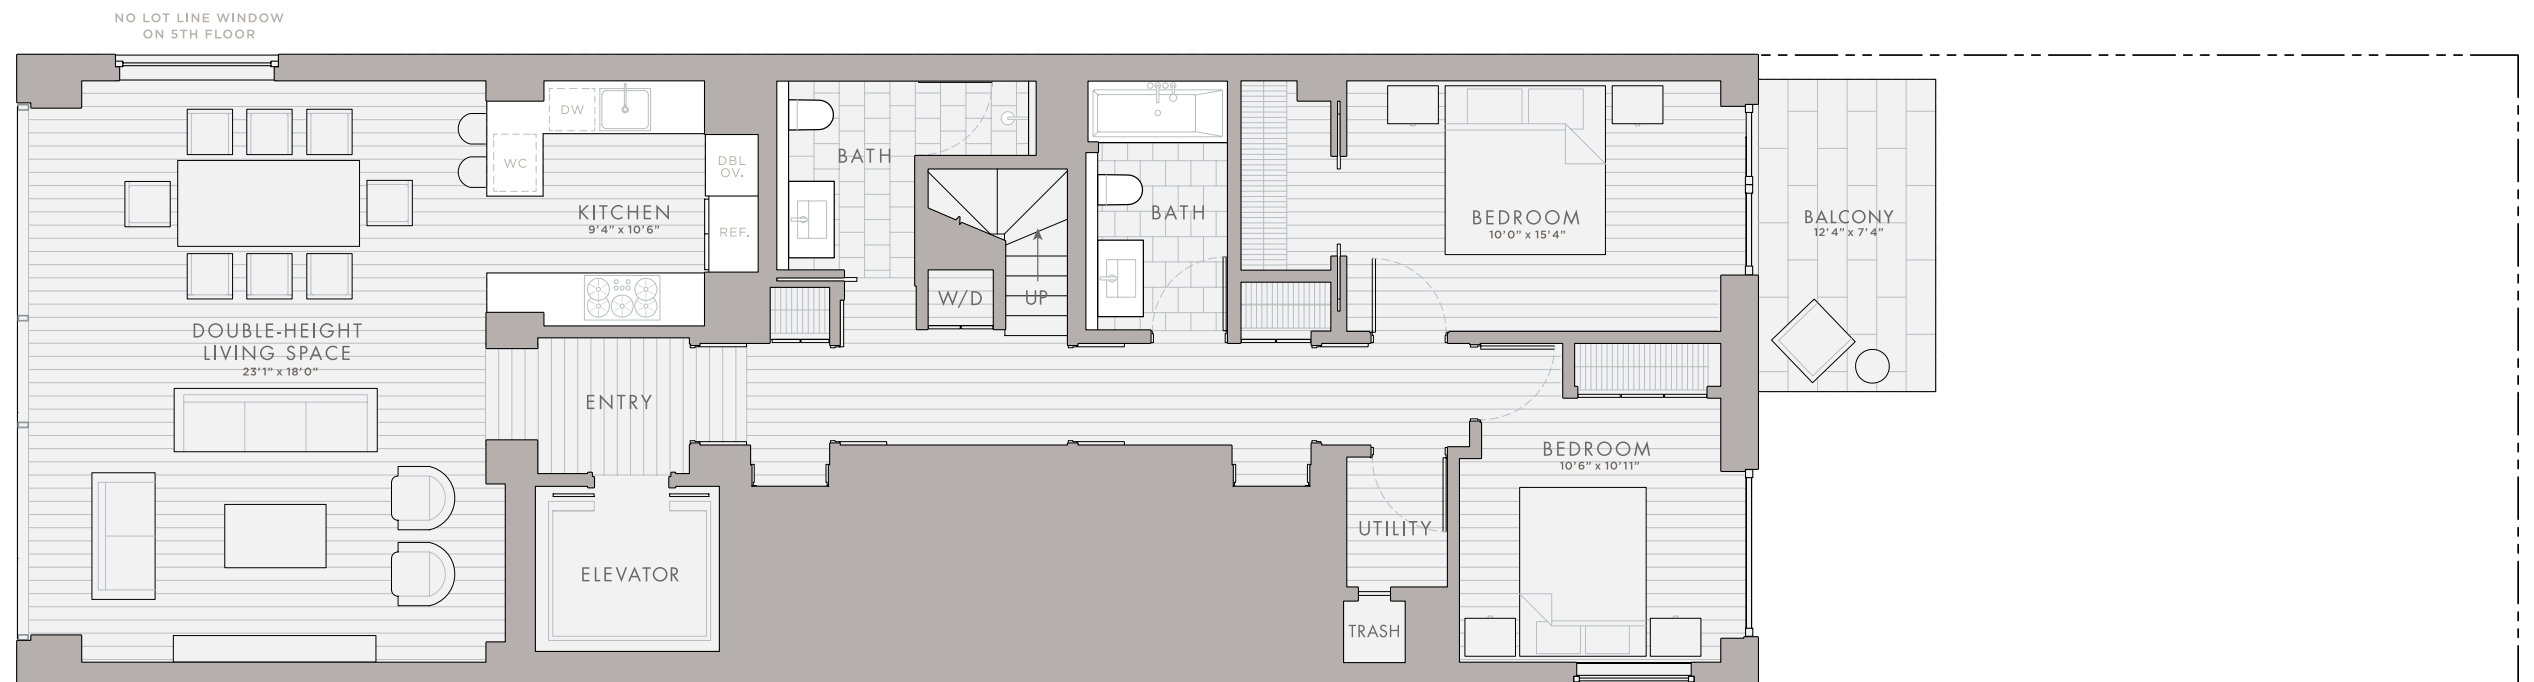 NO LOT LINE WINDOW
ON 5TH FLOOR
DW
WC
DBL
OV.
REF.
KITCHEN
9'4" x 10'6"
BATH
W/D
UP
BATH
BEDROOM
10'0" x 15'4"
BALCONY
12'4" x 7'4"
DOUBLE-HEIGHT
LIVING SPACE
23'1" x 18'0"
ENTRY
ELEVATOR
BEDROOM
10'6" x 10'11"
UTILITY
TRASH